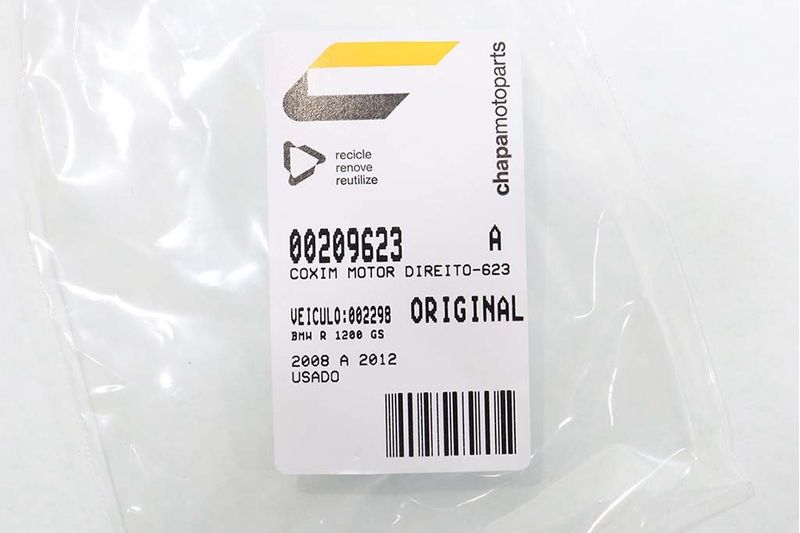 chapamotoparts
recicle
renove
reutilize
00209623 A
COXIM MOTOR DIREITO-623
VEICULO:002298 ORIGINAL
BMW R 1200 GS
2008 A 2012
USADO